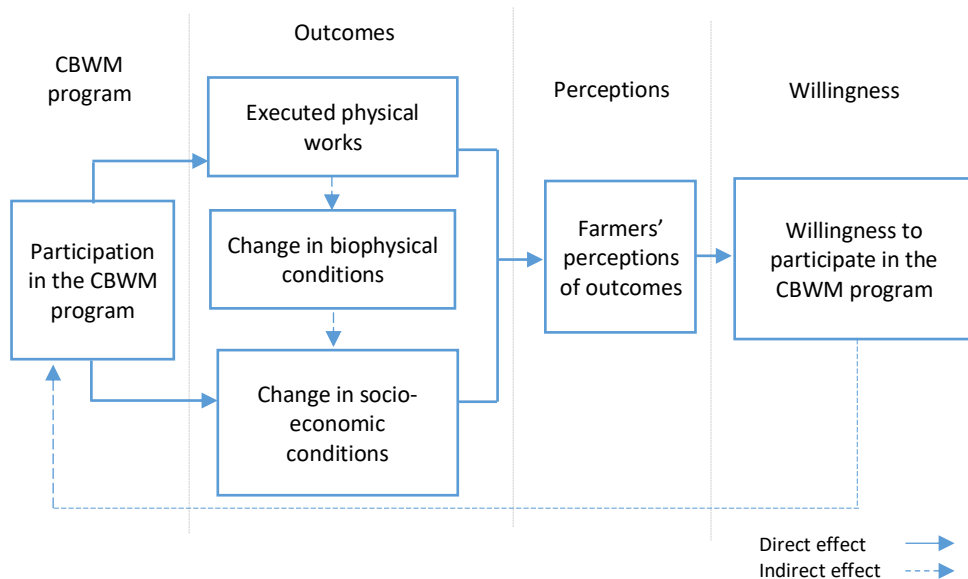 CBWM
program
Outcomes
Perceptions
Willingness
Executed physical
works
Participation
in the CBWM
program
Change in biophysical
conditions
Change in socio-
economic
conditions
Farmers’
perceptions
of outcomes
Willingness to
participate in the
CBWM program
Direct effect
Indirect effect